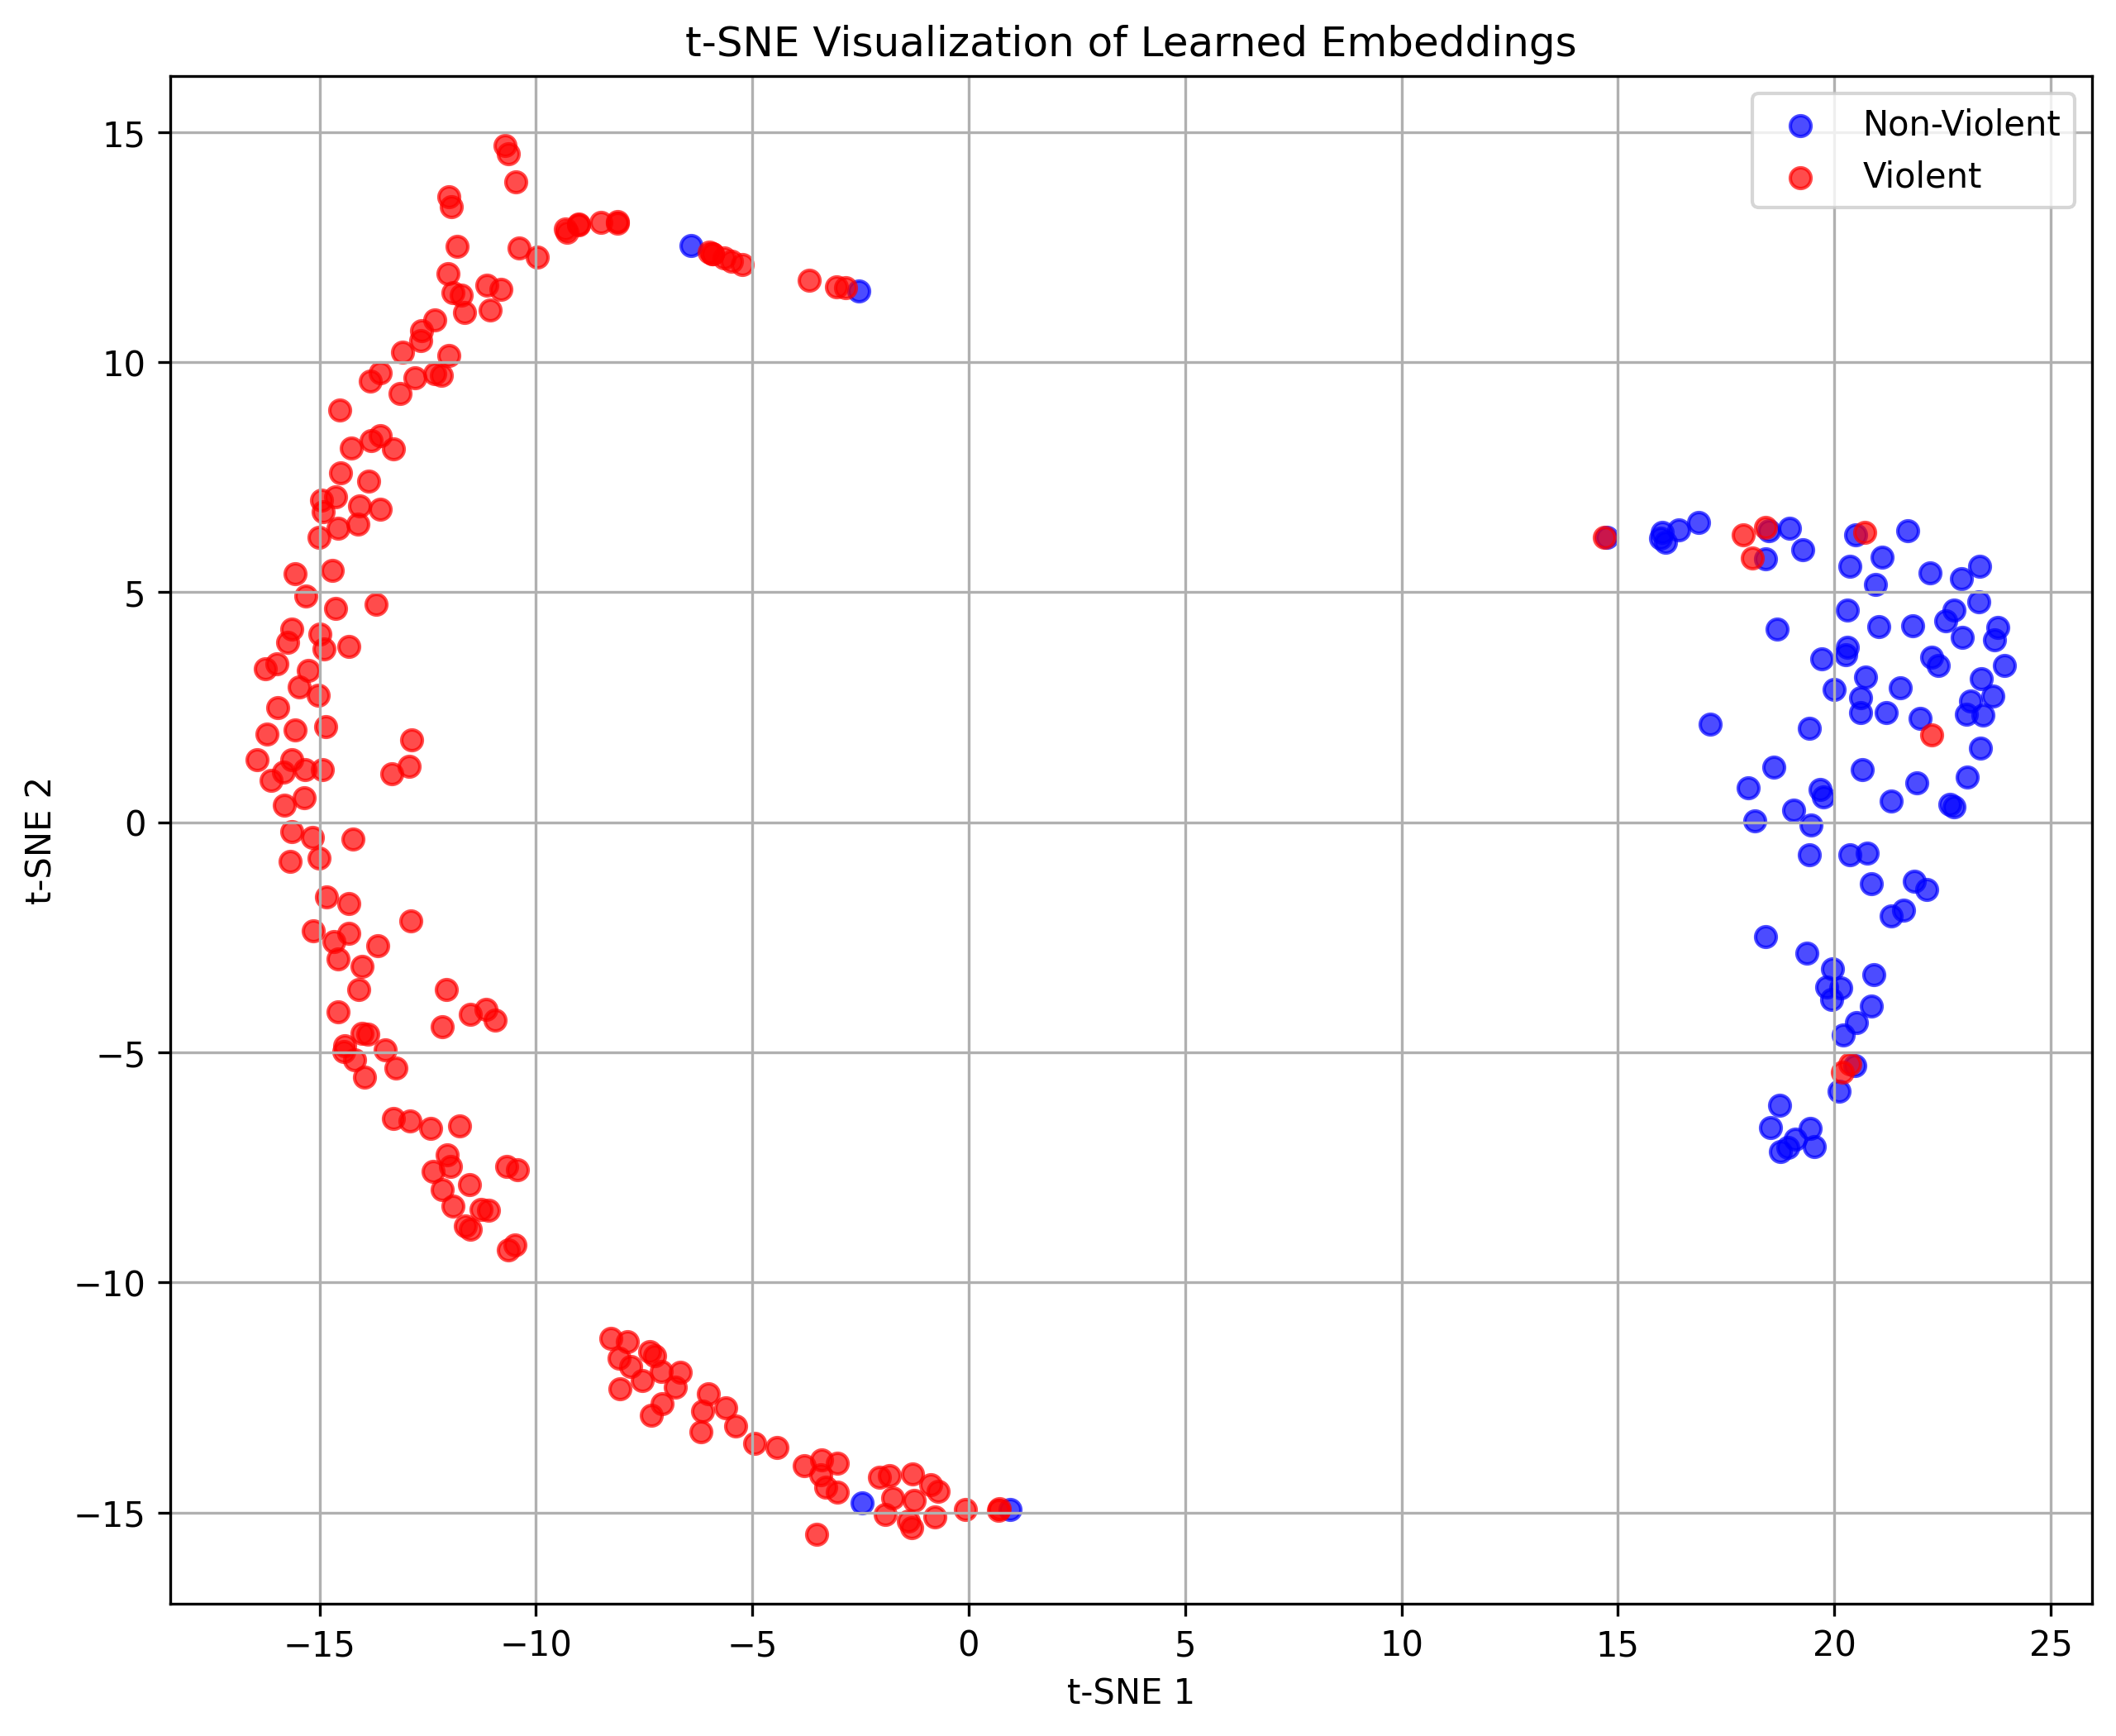 t-SNE Visualization of Learned Embeddings
Non-Violent
Violent
15
10
5
0
−5
−10
−15
t-SNE 2
−15 −10 −5 0 5 10 15 20 25
t-SNE 1